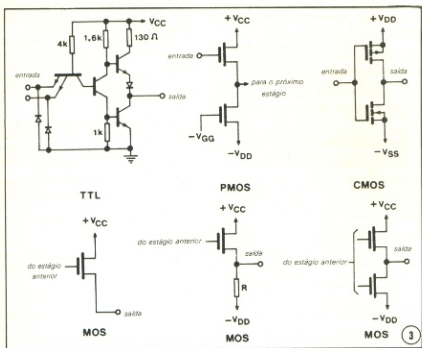 VCC
4k
1,6k
130 Ω
entrada
saída
1k
TTL
+VCC
entrada
para o próximo
estágio
-VGG
-VDD
PMOS
+VDD
entrada
saída
-VSS
CMOS
+VCC
do estágio
anterior
saída
MOS
+VCC
do estágio anterior
saída
R
-VDD
MOS
+VCC
do estágio anterior
saída
-VDD
MOS
3